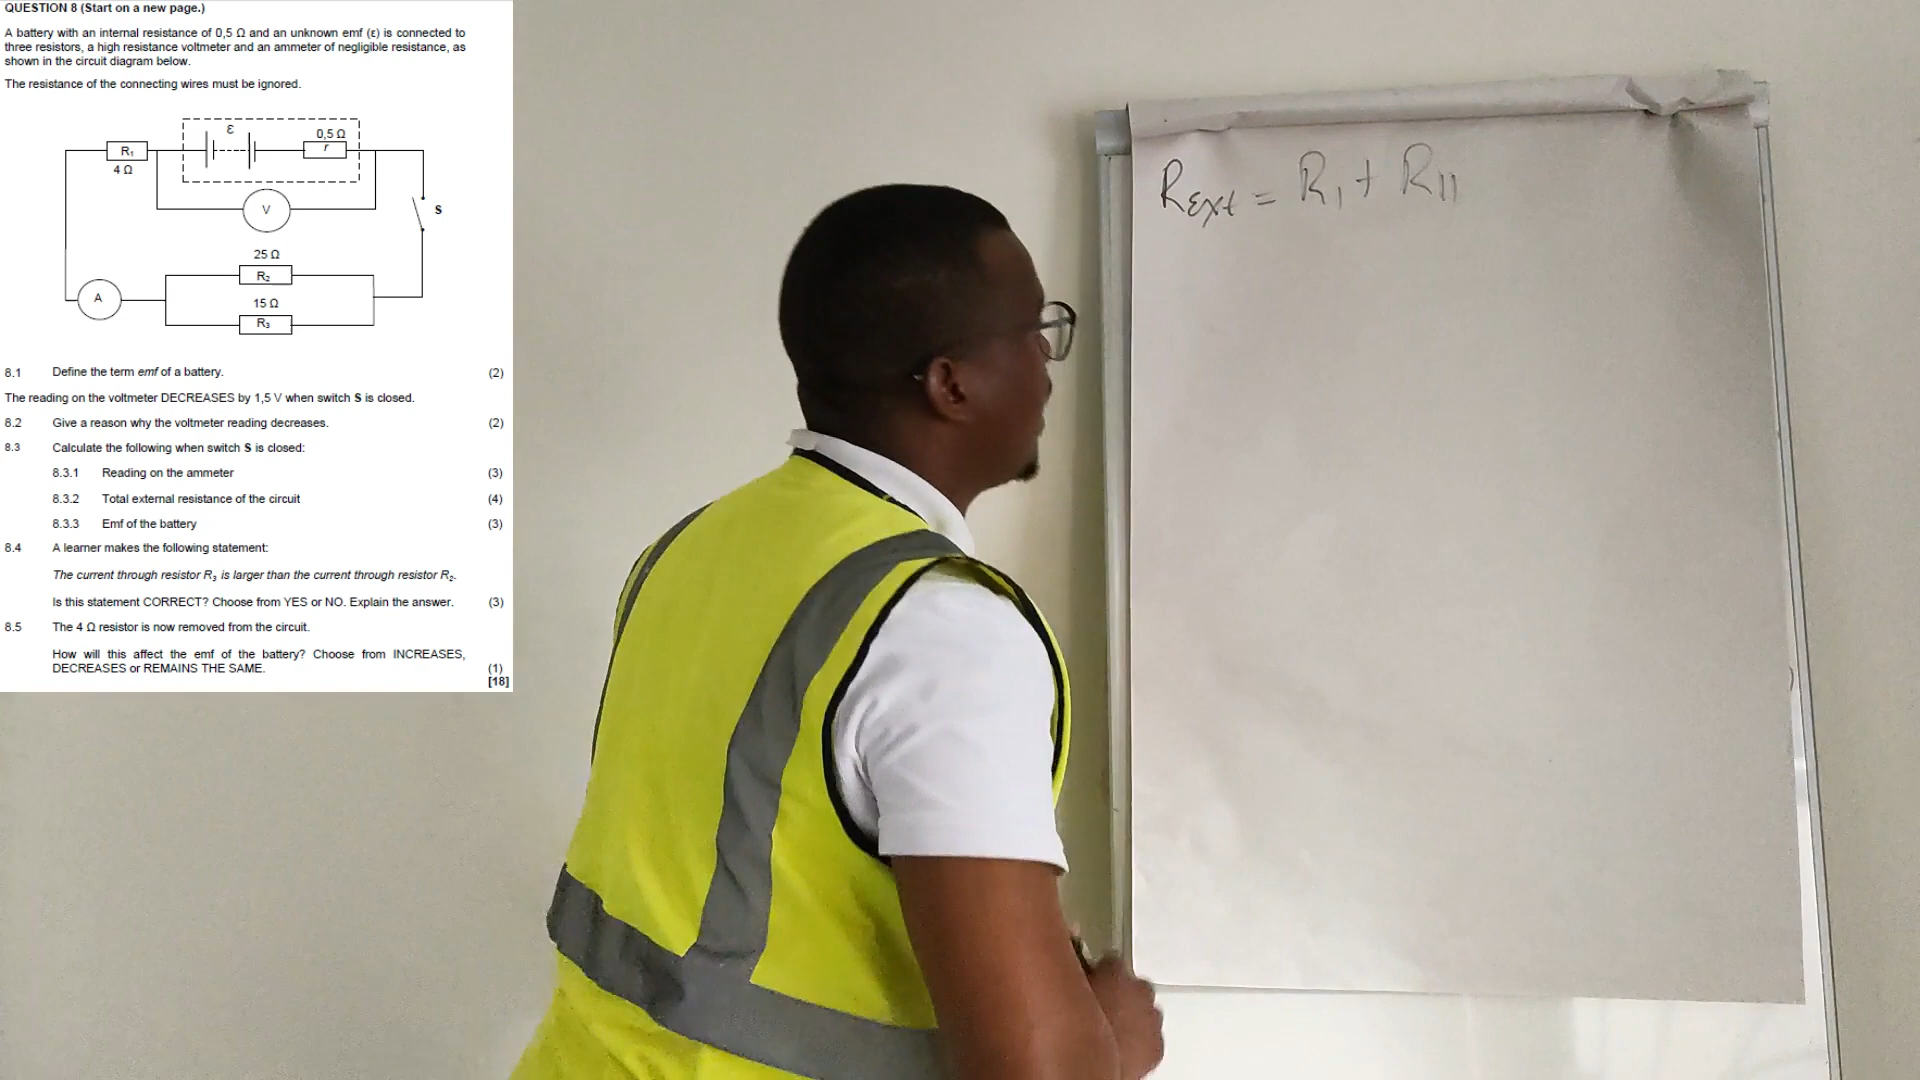 QUESTION 8 (Start on a new page.)
A battery with an internal resistance of 0,5 Ω and an unknown emf (ε) is connected to
three resistors, a high resistance voltmeter and an ammeter of negligible resistance, as
shown in the circuit diagram below.
The resistance of the connecting wires must be ignored.
ε
0,5 Ω
R₁
r
4 Ω
V
S
25 Ω
R₂
A
15 Ω
R₃
8.1 Define the term emf of a battery. (2)
The reading on the voltmeter DECREASES by 1,5 V when switch S is closed.
8.2 Give a reason why the voltmeter reading decreases. (2)
8.3 Calculate the following when switch S is closed:
8.3.1 Reading on the ammeter (3)
8.3.2 Total external resistance of the circuit (4)
8.3.3 Emf of the battery (3)
8.4 A learner makes the following statement:
The current through resistor R₃ is larger than the current through resistor R₂.
Is this statement CORRECT? Choose from YES or NO. Explain the answer. (3)
8.5 The 4 Ω resistor is now removed from the circuit.
How will this affect the emf of the battery? Choose from INCREASES,
DECREASES or REMAINS THE SAME. (1)
[18]
Rεxt = R₁ + R||